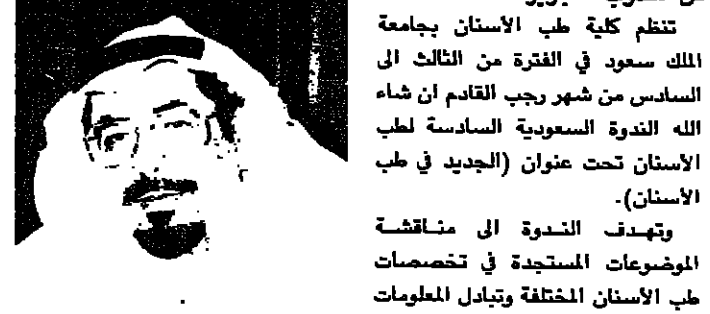 تنظم كلية طب الأسنان بجامعة
الملك سعود في الفترة من الثالث الى
السادس من شهر رجب القادم ان شاء
الله الندوة السعودية السادسة لطب
الأسنان تحت عنوان (الجديد في طب
الأسنان).
وتهدف الندوة الى مناقشة
الموضوعات المستجدة في تخصصات
طب الأسنان المختلفة وتبادل المعلومات